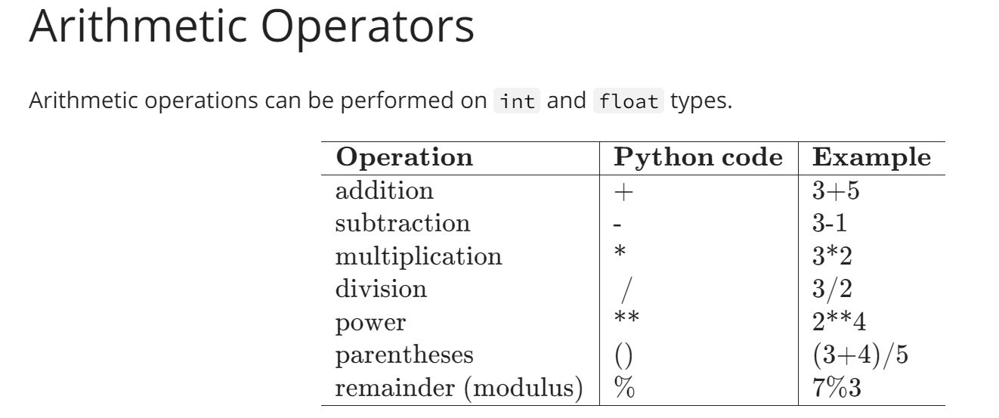 Arithmetic Operators
Arithmetic operations can be performed on int and float types.
Operation Python code Example
addition + 3+5
subtraction - 3-1
multiplication * 3*2
division / 3/2
power ** 2**4
parentheses () (3+4)/5
remainder (modulus) % 7%3